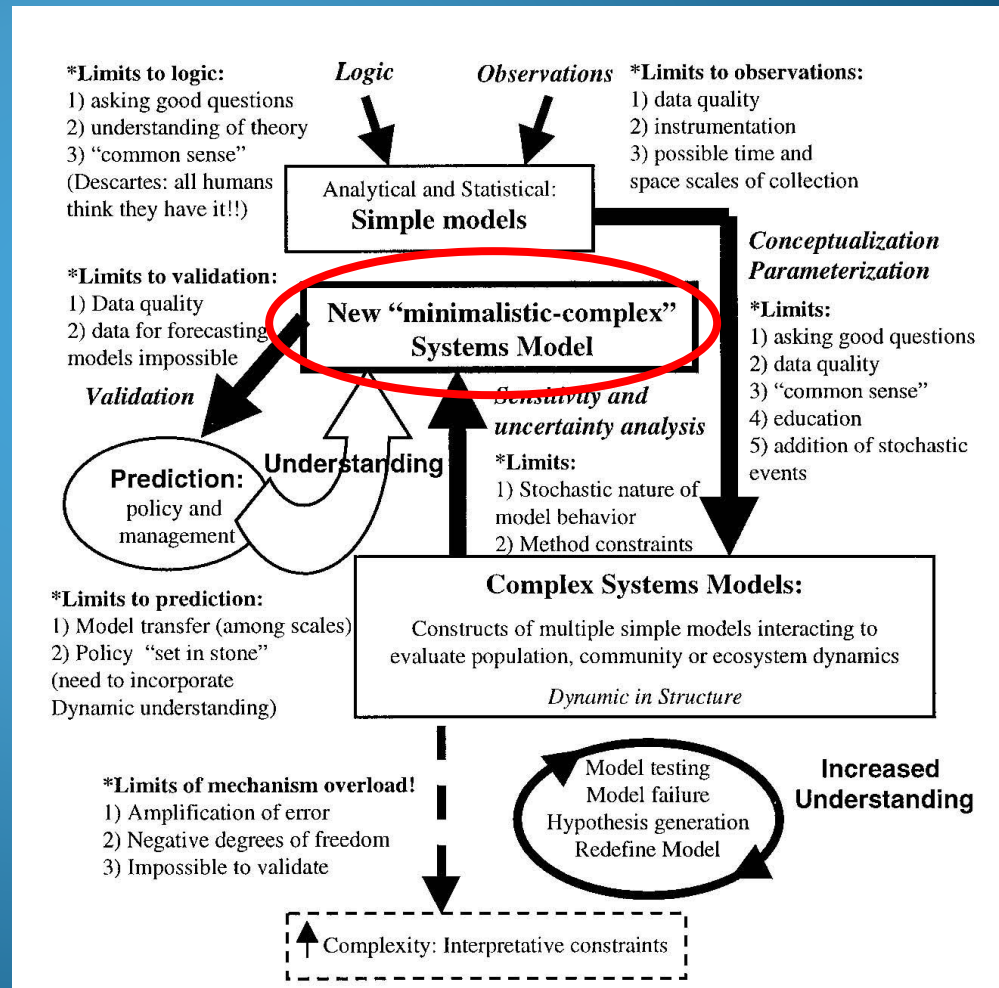 *Limits to logic:
1) asking good questions
2) understanding of theory
3) “common sense”
(Descartes: all humans
think they have it!!)
Logic
Observations
*Limits to observations:
1) data quality
2) instrumentation
3) possible time and
space scales of collection
Analytical and Statistical:
Simple models
Conceptualization
Parameterization
*Limits:
1) asking good questions
2) data quality
3) “common sense”
4) education
5) addition of stochastic
events
*Limits to validation:
1) Data quality
2) data for forecasting
models impossible
Validation
New “minimalistic-complex”
Systems Model
Sensitivity and
uncertainty analysis
*Limits:
1) Stochastic nature of
model behavior
2) Method constraints
Understanding
Prediction:
policy and
management
*Limits to prediction:
1) Model transfer (among scales)
2) Policy “set in stone”
(need to incorporate
Dynamic understanding)
Complex Systems Models:
Constructs of multiple simple models interacting to
evaluate population, community or ecosystem dynamics
Dynamic in Structure
*Limits of mechanism overload!
1) Amplification of error
2) Negative degrees of freedom
3) Impossible to validate
Model testing
Model failure
Hypothesis generation
Redefine Model
Increased
Understanding
Complexity: Interpretative constraints